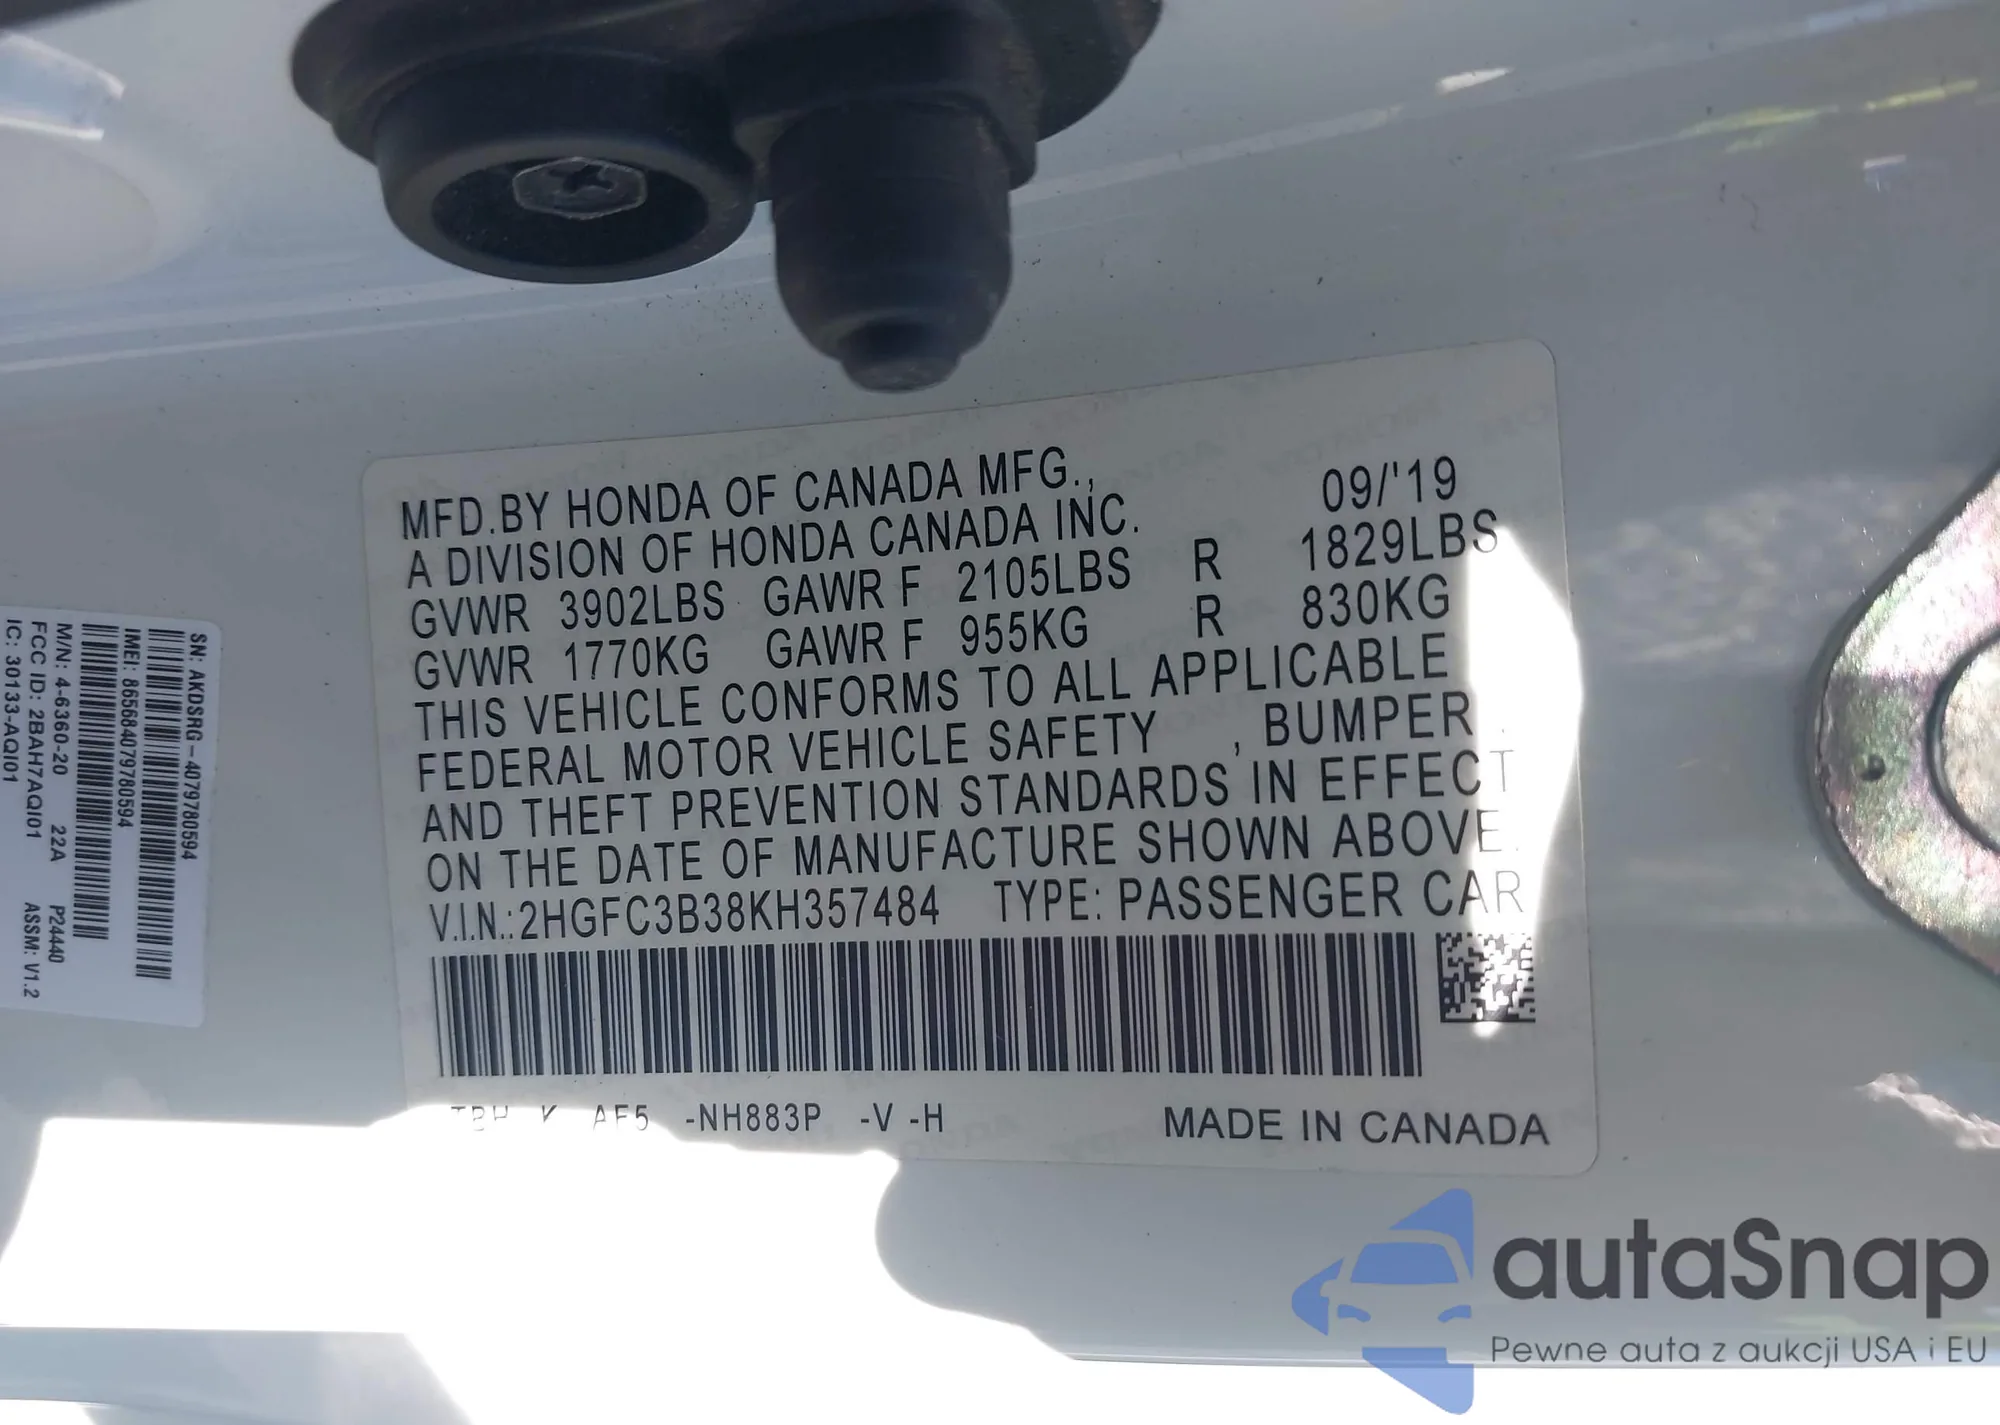 MFD.BY HONDA OF CANADA MFG., 09/'19
A DIVISION OF HONDA CANADA INC.
GVWR 3902LBS GAWR F 2105LBS R 1829LBS
GVWR 1770KG GAWR F 955KG R 830KG
THIS VEHICLE CONFORMS TO ALL APPLICABLE
FEDERAL MOTOR VEHICLE SAFETY , BUMPER,
AND THEFT PREVENTION STANDARDS IN EFFECT
ON THE DATE OF MANUFACTURE SHOWN ABOVE.
V.I.N.:2HGFC3B38KH357484 TYPE: PASSENGER CAR
-NH883P -V -H MADE IN CANADA
SN: AKDSRG-4079780594
IMEI: 865684079780594
M/N: 4-6360-20 22A P24440
FCC ID: 2BAH7AQI01 ASSM: V1.2
IC: 30133-AQI01
autaSnap
Pewne auta z aukcji USA i EU